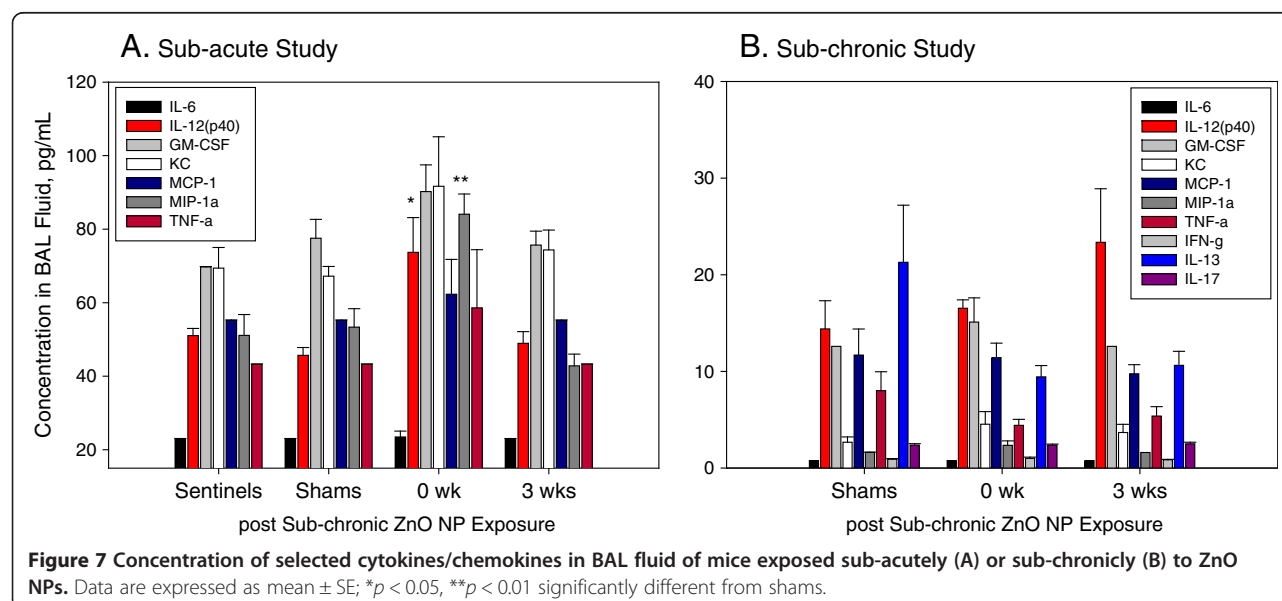 A. Sub-acute Study
Concentration in BAL Fluid, pg/mL
120
100
80
60
40
20
IL-6
IL-12(p40)
GM-CSF
KC
MCP-1
MIP-1a
TNF-a
*
**
Sentinels Shams 0 wk 3 wks
post Sub-chronic ZnO NP Exposure
B. Sub-chronic Study
40
30
20
10
0
IL-6
IL-12(p40)
GM-CSF
KC
MCP-1
MIP-1a
TNF-a
IFN-g
IL-13
IL-17
Shams 0 wk 3 wks
post Sub-chronic ZnO NP Exposure
Figure 7 Concentration of selected cytokines/chemokines in BAL fluid of mice exposed sub-acutely (A) or sub-chronicly (B) to ZnO
NPs. Data are expressed as mean ± SE; *p < 0.05, **p < 0.01 significantly different from shams.